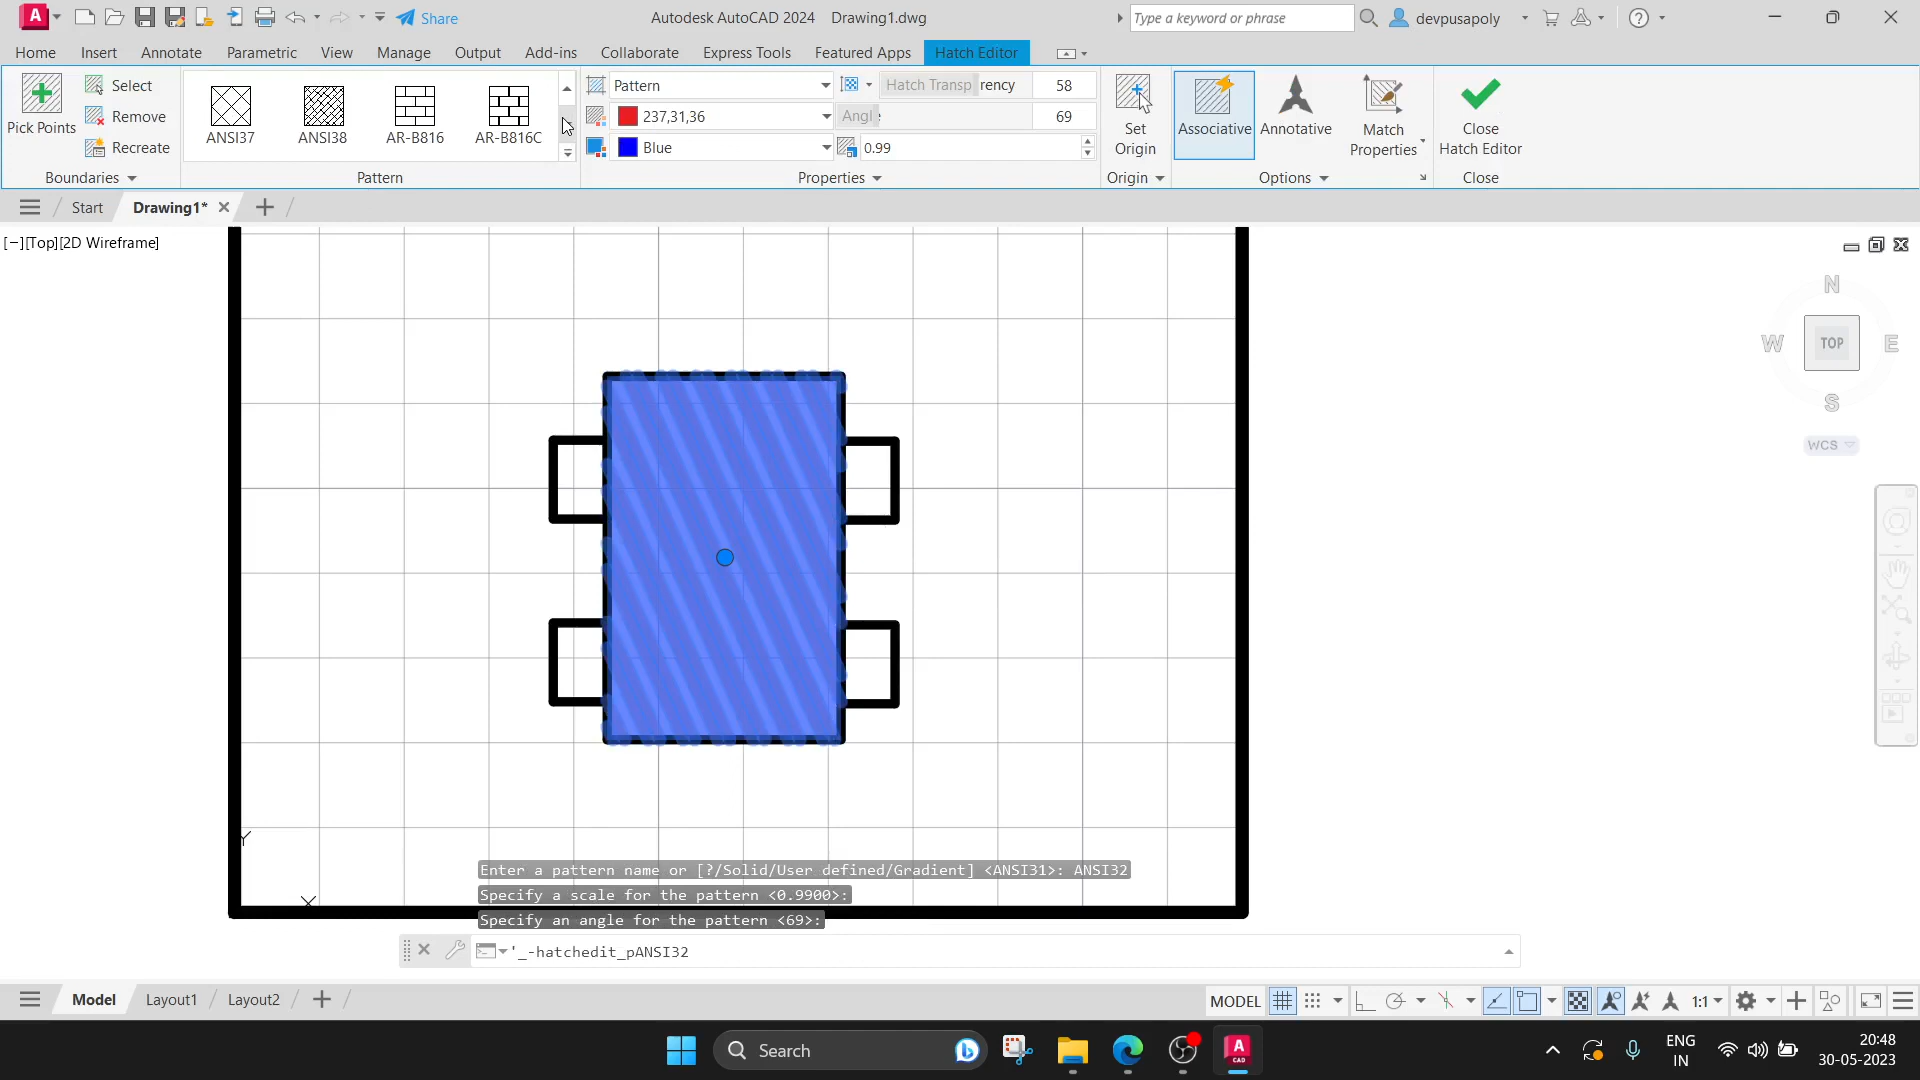 A
Share
Autodesk AutoCAD 2024 Drawing1.dwg
Type a keyword or phrase
devpusapoly
Home Insert Annotate Parametric View Manage Output Add-ins Collaborate Express Tools Featured Apps Hatch Editor
Pick Points
Select
Remove
Recreate
Boundaries
ANSI37 ANSI38 AR-B816 AR-B816C
Pattern
Pattern
237,31,36
Blue
Hatch Transparency 58
Angle 69
0.99
Properties
Set
Origin
Origin
Associative
Annotative
Match
Properties
Options
Close
Hatch Editor
Close
Start
Drawing1*
[−][Top][2D Wireframe]
N
W
TOP
E
S
WCS
Y
X
Enter a pattern name or [?/Solid/User defined/Gradient] <ANSI31>: ANSI32
Specify a scale for the pattern <0.9900>:
Specify an angle for the pattern <69>:
'_-hatchedit_pANSI32
Model Layout1 Layout2
MODEL
1:1
Search
A
CAD
ENG
IN
20:48
30-05-2023